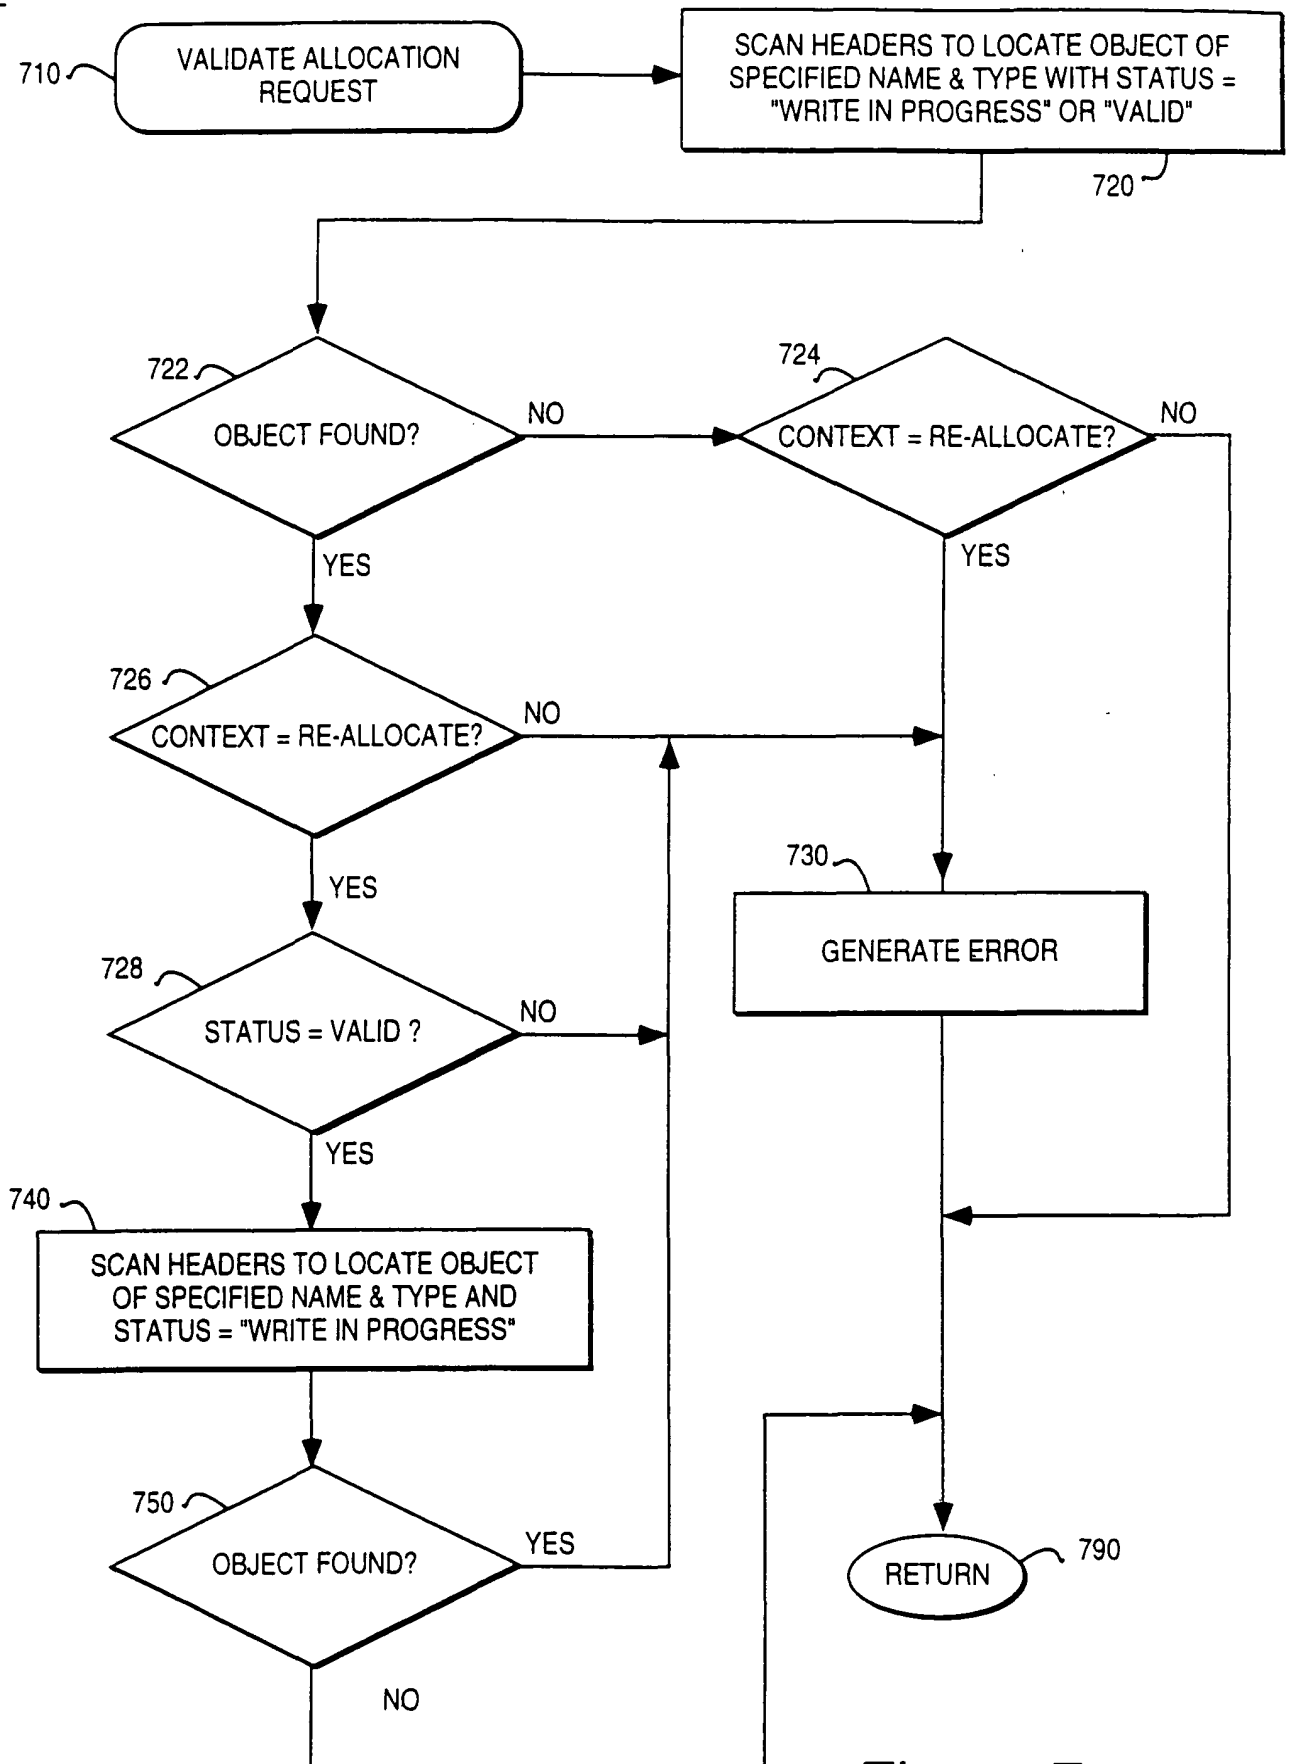 710
VALIDATE ALLOCATION
REQUEST
SCAN HEADERS TO LOCATE OBJECT OF
SPECIFIED NAME & TYPE WITH STATUS =
"WRITE IN PROGRESS" OR "VALID"
720
722
OBJECT FOUND?
NO
YES
724
CONTEXT = RE-ALLOCATE?
NO
YES
726
CONTEXT = RE-ALLOCATE?
NO
YES
730
GENERATE ERROR
728
STATUS = VALID ?
NO
YES
740
SCAN HEADERS TO LOCATE OBJECT
OF SPECIFIED NAME & TYPE AND
STATUS = "WRITE IN PROGRESS"
750
OBJECT FOUND?
YES
NO
RETURN
790